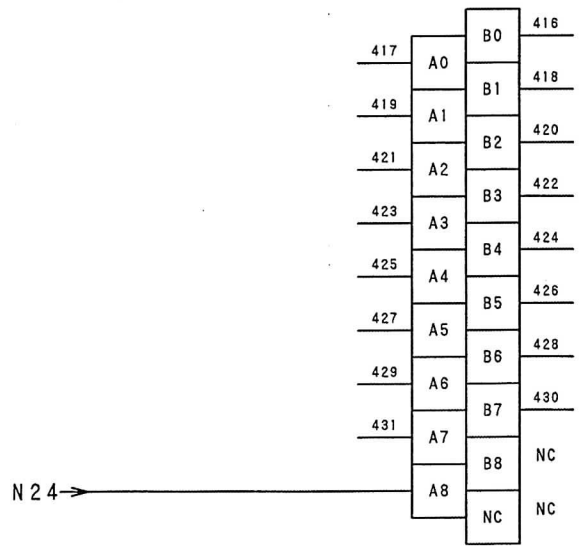 B0 416
417 A0
B1 418
419 A1
B2 420
421 A2
B3 422
423 A3
B4 424
425 A4
B5 426
427 A5
B6 428
429 A6
B7 430
431 A7
B8 NC
N24 A8
NC NC